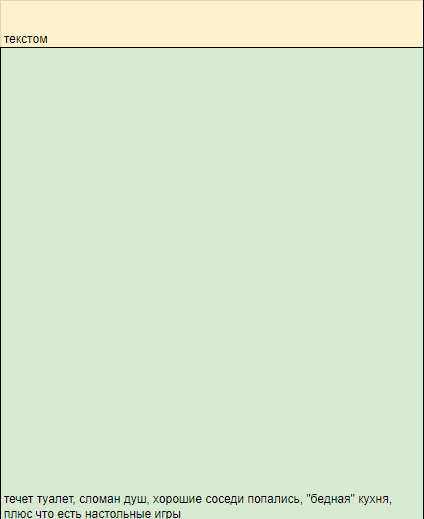 текстом
течет туалет, сломан душ, хорошие соседи попались, "бедная" кухня,
плюс что есть настольные игры